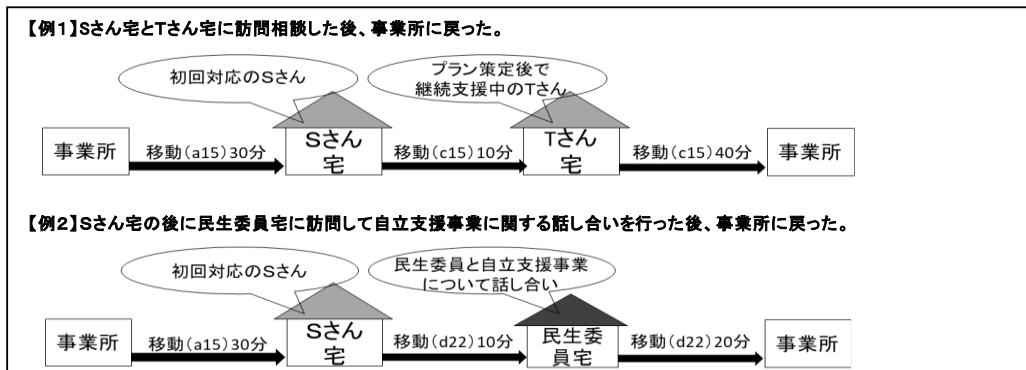 【例1】Sさん宅とTさん宅に訪問相談した後、事業所に戻った。
初回対応のSさん
プラン策定後で
継続支援中のTさん
事業所
移動(a15)30分
Sさん
宅
移動(c15)10分
Tさん
宅
移動(c15)40分
事業所
【例2】Sさん宅の後に民生委員宅に訪問して自立支援事業に関する話し合いを行った後、事業所に戻った。
初回対応のSさん
民生委員と自立支援事業
について話し合い
事業所
移動(a15)30分
Sさん
宅
移動(d22)10分
民生委
員宅
移動(d22)20分
事業所